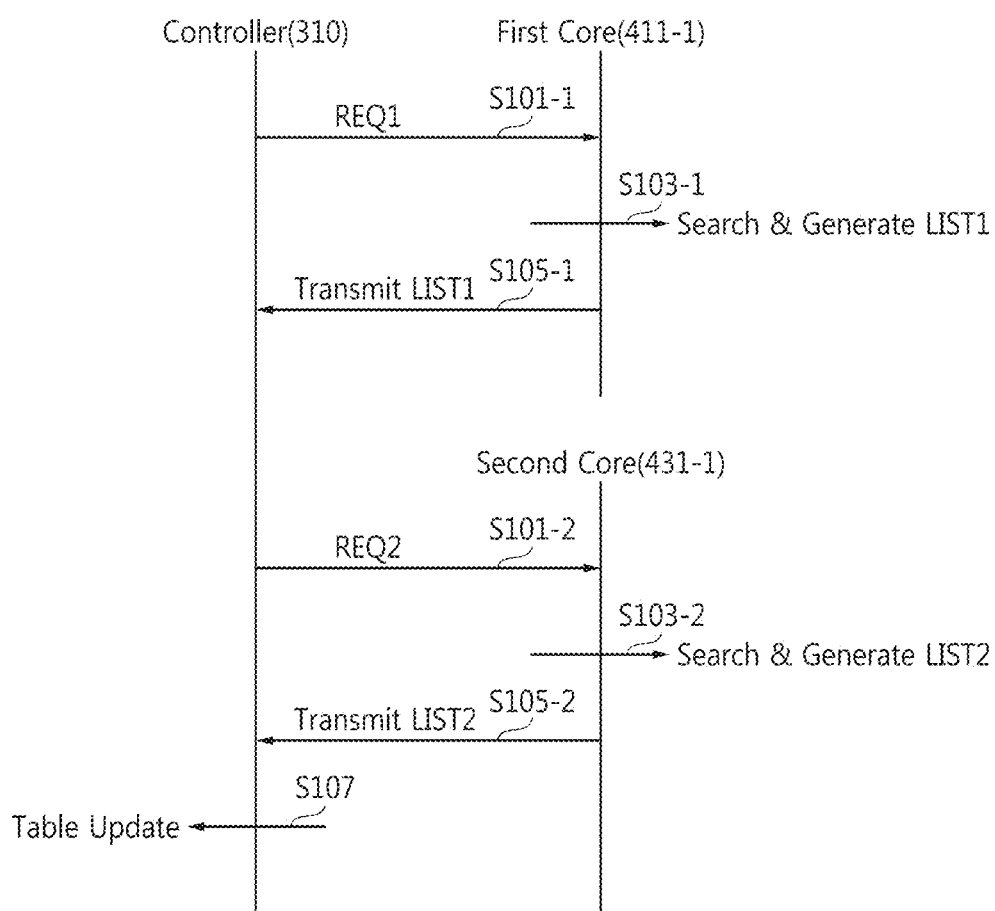 Controller(310)
First Core(411-1)
S101-1
REQ1
S103-1
Search & Generate LIST1
S105-1
Transmit LIST1
Second Core(431-1)
S101-2
REQ2
S103-2
Search & Generate LIST2
S105-2
Transmit LIST2
S107
Table Update